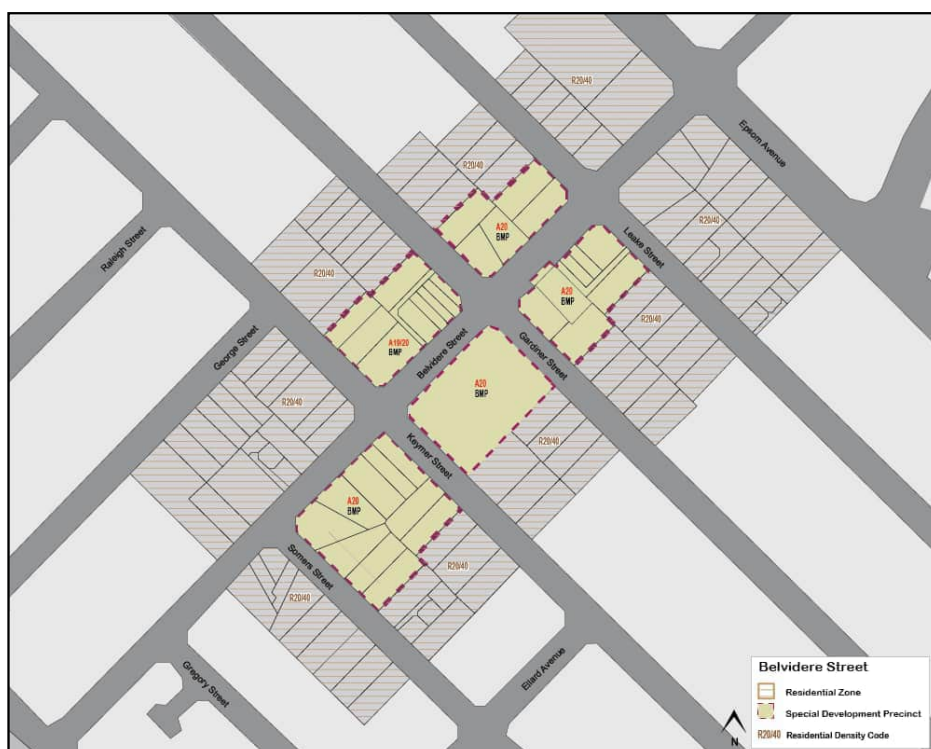 R20/40
Epsom Avenue
R20/40
R20/40
Raleigh Street
A20
BMP
Leake Street
R20/40
A20
BMP
R20/40
George Street
A19/20
BMP
Belvidere Street
Gardiner Street
A20
BMP
R20/40
R20/40
Keymer Street
A20
BMP
Somers Street
R20/40
R20/40
Gregory Street
Ellard Avenue
Belvidere Street
Residential Zone
Special Development Precinct
R20/40 Residential Density Code
N